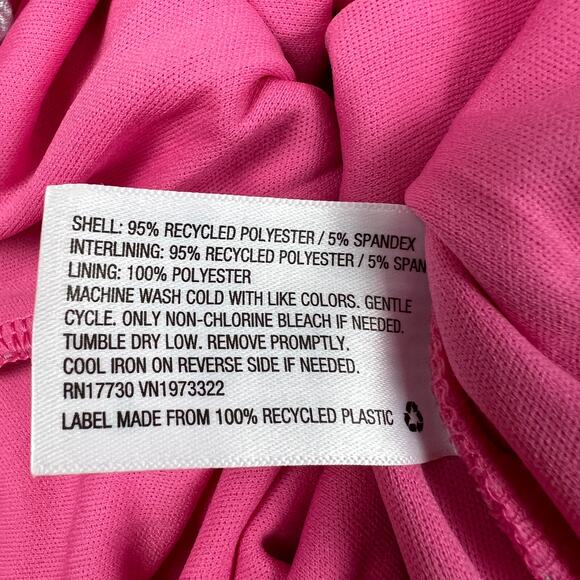 SHELL: 95% RECYCLED POLYESTER / 5% SPANDEX
INTERLINING: 95% RECYCLED POLYESTER / 5% SPAN
LINING: 100% POLYESTER
MACHINE WASH COLD WITH LIKE COLORS. GENTLE
CYCLE. ONLY NON-CHLORINE BLEACH IF NEEDED.
TUMBLE DRY LOW. REMOVE PROMPTLY.
COOL IRON ON REVERSE SIDE IF NEEDED.
RN17730 VN1973322
LABEL MADE FROM 100% RECYCLED PLASTIC